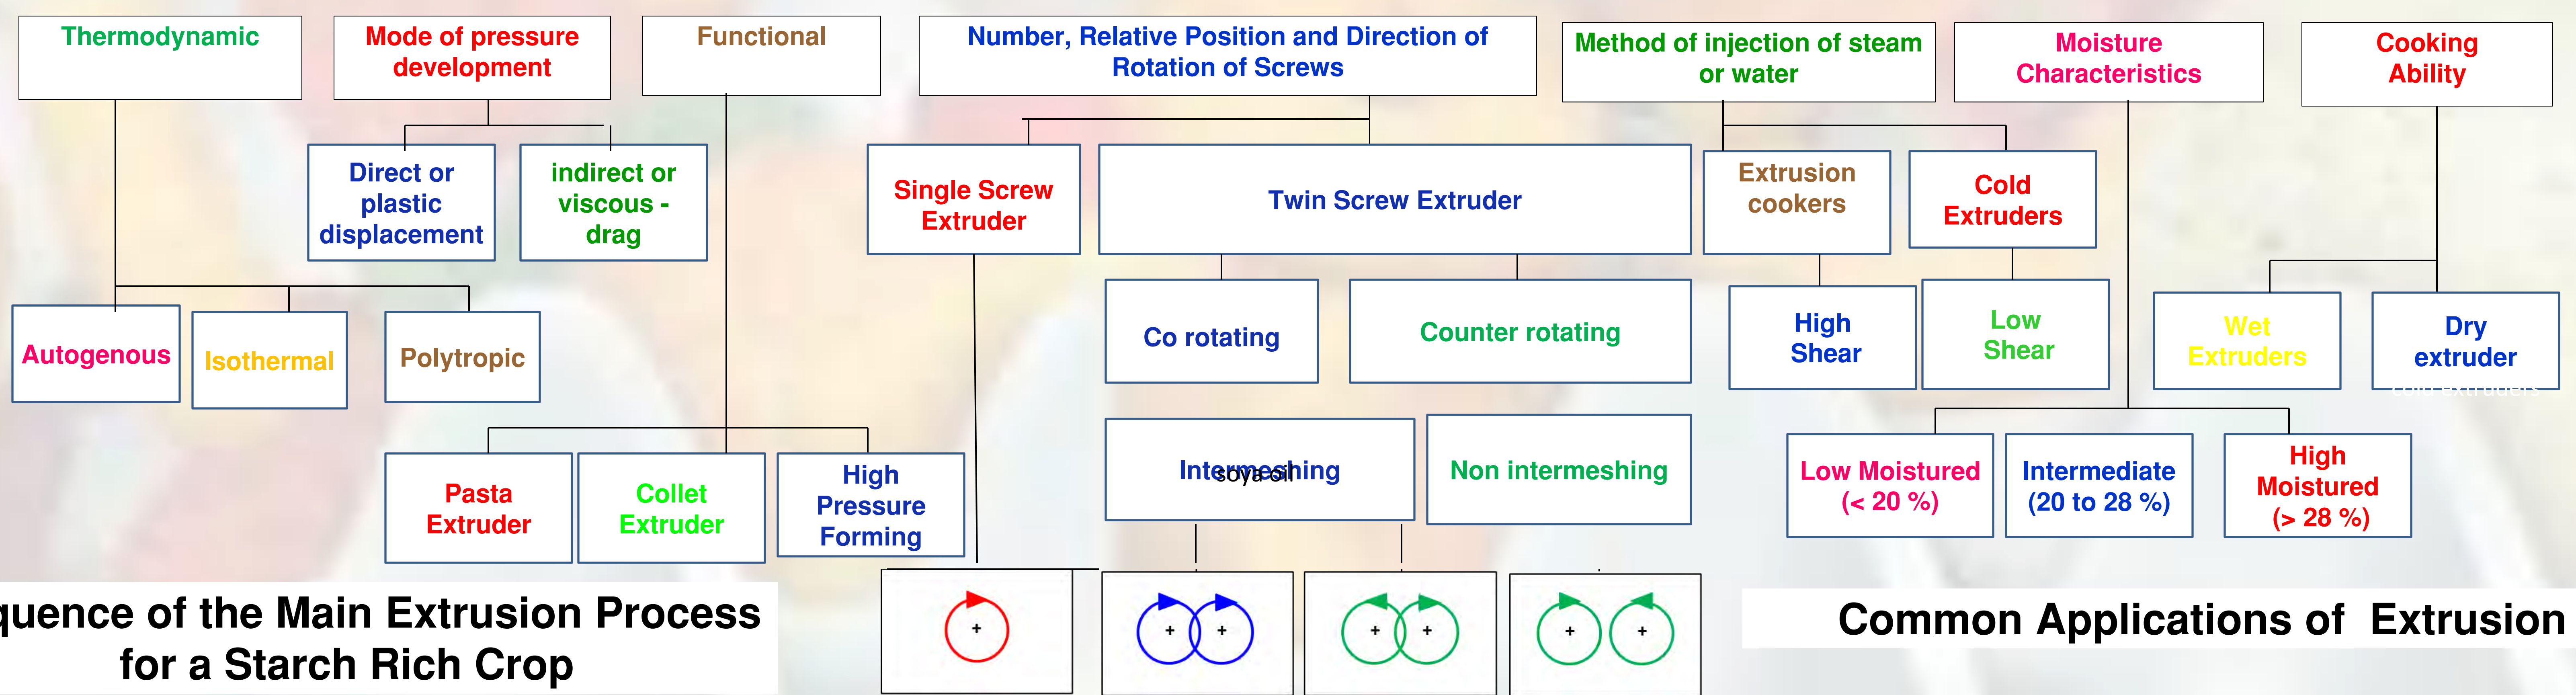 Thermodynamic
Mode of pressure
development
Functional
Number, Relative Position and Direction of
Rotation of Screws
Method of injection of steam
or water
Moisture
Characteristics
Cooking
Ability
Direct or
plastic
displacement
indirect or
viscous -
drag
Single Screw
Extruder
Twin Screw Extruder
Extrusion
cookers
Cold
Extruders
Autogenous
Isothermal
Polytropic
Co rotating
Counter rotating
High
Shear
Low
Shear
Wet
Extruders
Dry
extruder
cold extruders
Pasta
Extruder
Collet
Extruder
High
Pressure
Forming
Intermeshing
soya oil
Non intermeshing
Low Moistured
(< 20 %)
Intermediate
(20 to 28 %)
High
Moistured
(> 28 %)
quence of the Main Extrusion Process
for a Starch Rich Crop
+
+ +
+ +
+ +
Common Applications of Extrusion